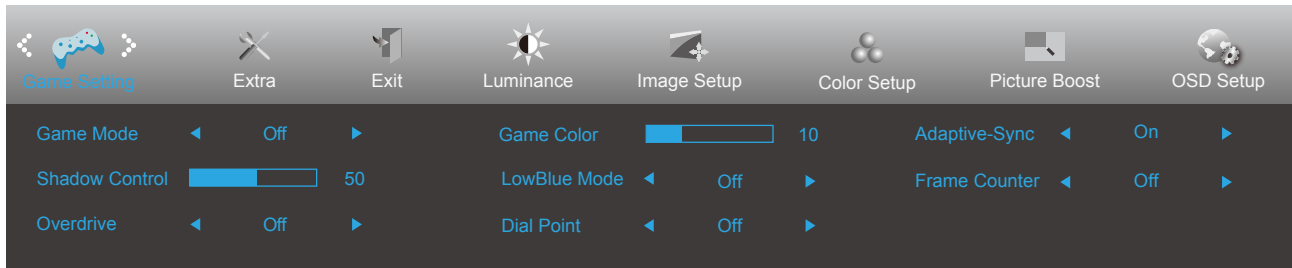 Game Setting Extra Exit Luminance Image Setup Color Setup Picture Boost OSD Setup
Game Mode Off Game Color 10 Adaptive-Sync On
Shadow Control 50 LowBlue Mode Off Frame Counter Off
Overdrive Off Dial Point Off